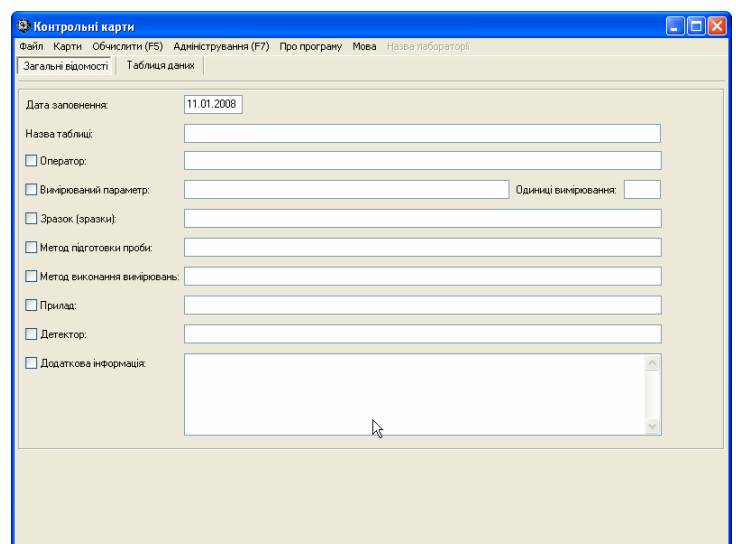 Контрольні карти
Файл Карти Обчислити (F5) Адміністрування (F7) Про програму Мова Назва лабораторії
Загальні відомості Таблиця даних
Дата заповнення: 11.01.2008
Назва таблиці:
Оператор:
Вимірюваний параметр: Одиниці вимірювання:
Зразок (зразки):
Метод підготовки проби:
Метод виконання вимірювань:
Прилад:
Детектор:
Додаткова інформація: